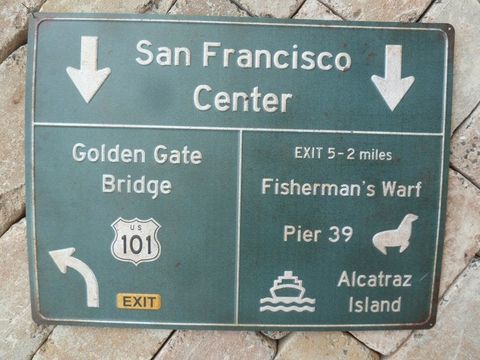 San Francisco
Center
Golden Gate
Bridge
US
101
EXIT
EXIT 5-2 miles
Fisherman's Warf
Pier 39
Alcatraz
Island